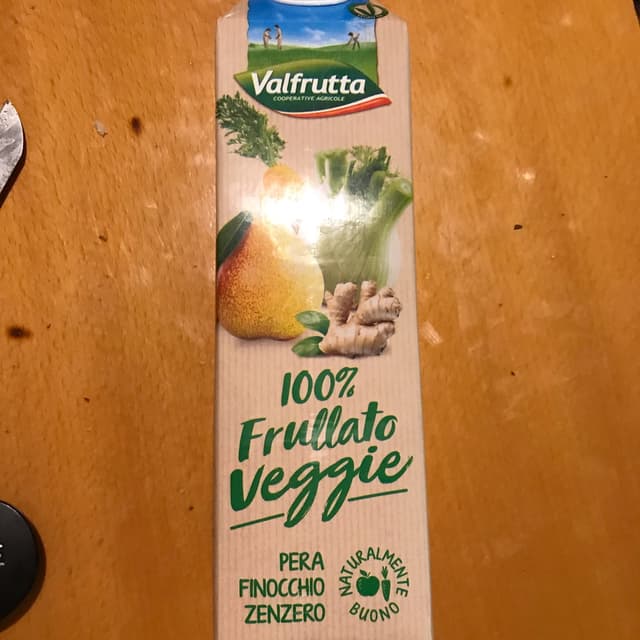 Valfrutta
COOPERATIVE AGRICOLE
100%
Frullato
Veggie
PERA
FINOCCHIO
ZENZERO
NATURALMENTE
BUONO